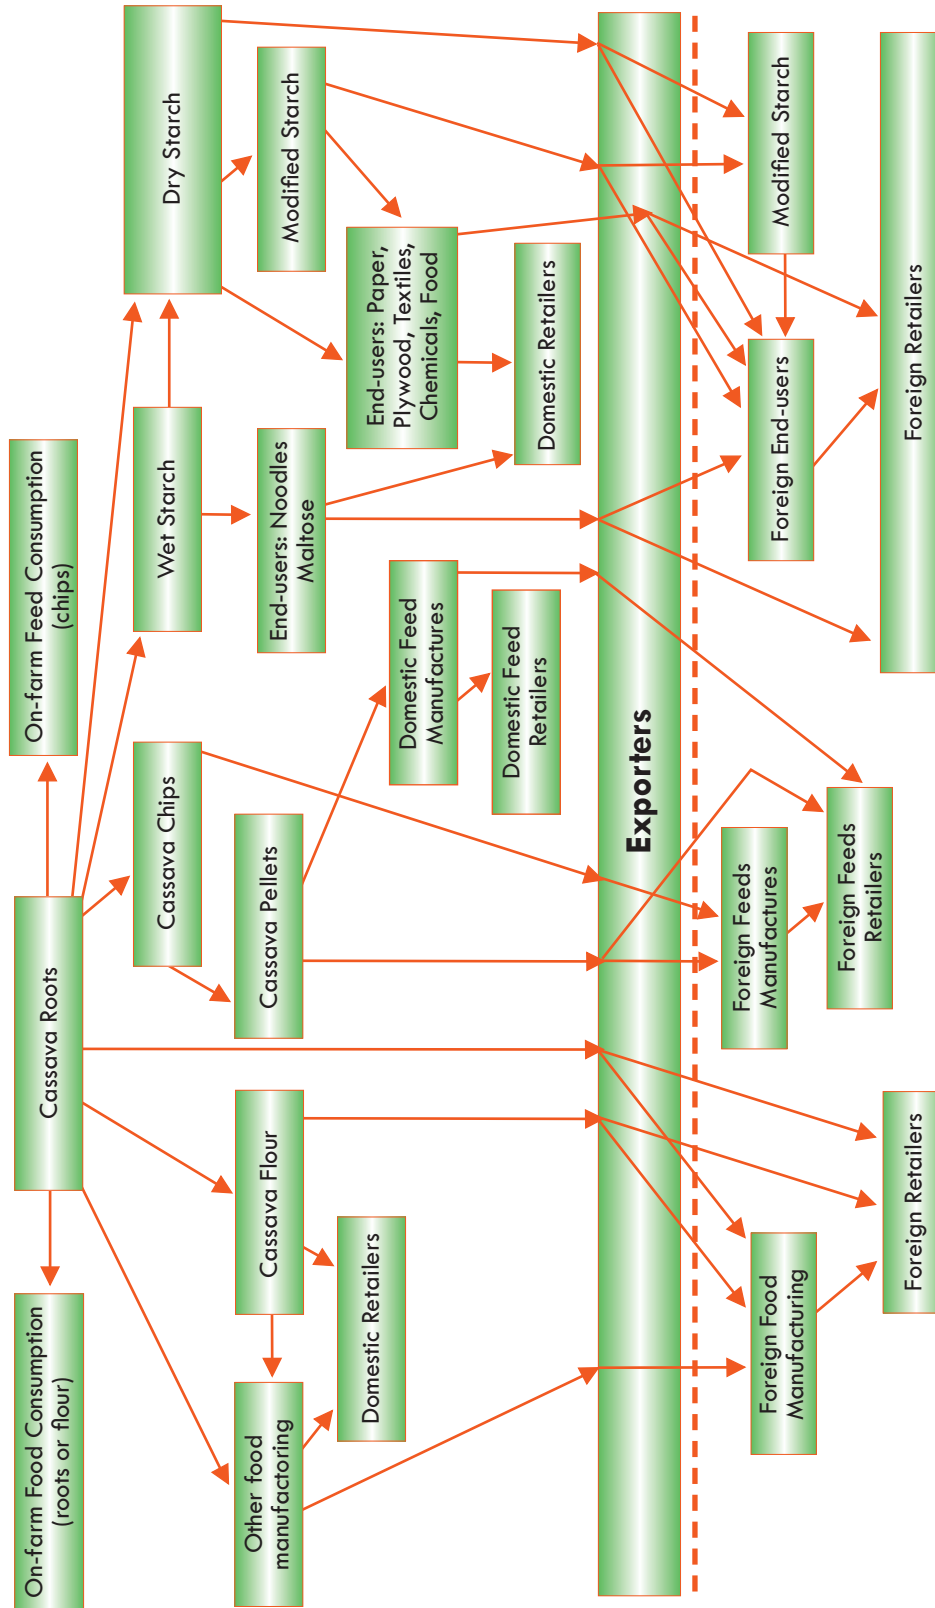 On-farm Food Consumption
(roots or flour)
Cassava Roots
On-farm Feed Consumption
(chips)
Cassava Chips
Wet Starch
Dry Starch
Other food
manufactoring
Cassava Flour
Cassava Pellets
End-users: Noodles
Maltose
Modified Starch
Domestic Retailers
Domestic Feed
Manufactures
End-users: Paper,
Plywood, Textiles,
Chemicals, Food
Domestic Feed
Retailers
Domestic Retailers
Exporters
Foreign Food
Manufacturing
Foreign Feeds
Manufactures
Foreign End-users
Modified Starch
Foreign Retailers
Foreign Feeds
Retailers
Foreign Retailers